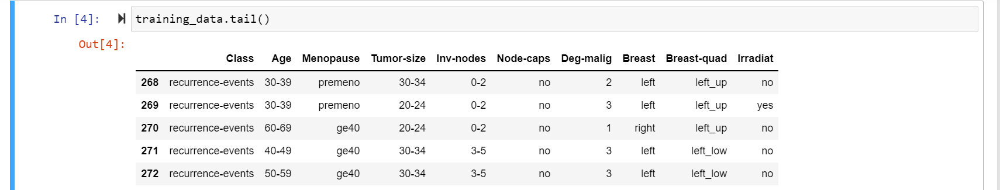 In [4]: training_data.tail()
Out[4]:
Class Age Menopause Tumor-size Inv-nodes Node-caps Deg-malig Breast Breast-quad Irradiat
268 recurrence-events 30-39 premeno 30-34 0-2 no 2 left left_up no
269 recurrence-events 30-39 premeno 20-24 0-2 no 3 left left_up yes
270 recurrence-events 60-69 ge40 20-24 0-2 no 1 right left_up no
271 recurrence-events 40-49 ge40 30-34 3-5 no 3 left left_low no
272 recurrence-events 50-59 ge40 30-34 3-5 no 3 left left_low no